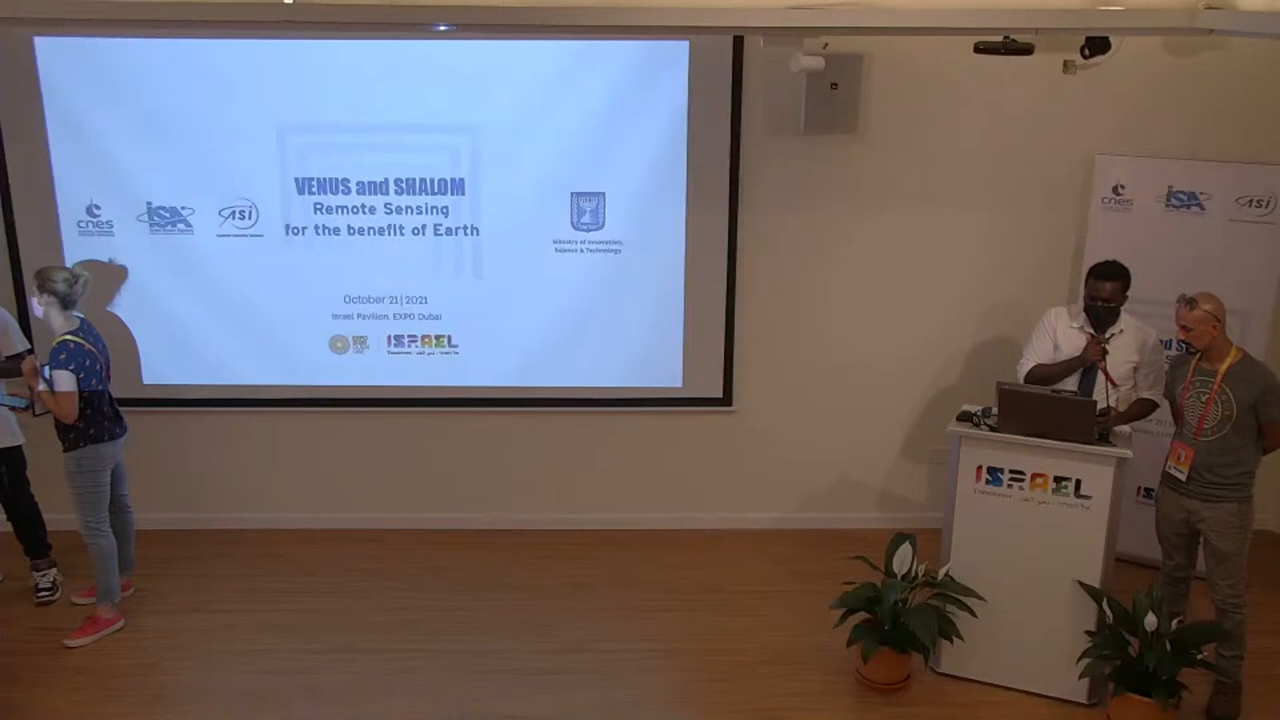 VENUS and SHALOM
Remote Sensing
for the benefit of Earth
cnes
ISA
ASi
Ministry of Innovation,
Science & Technology
October 21 | 2021
Israel Pavilion, EXPO Dubai
ISRAEL
cnes
ISA
ASi
ISRAEL